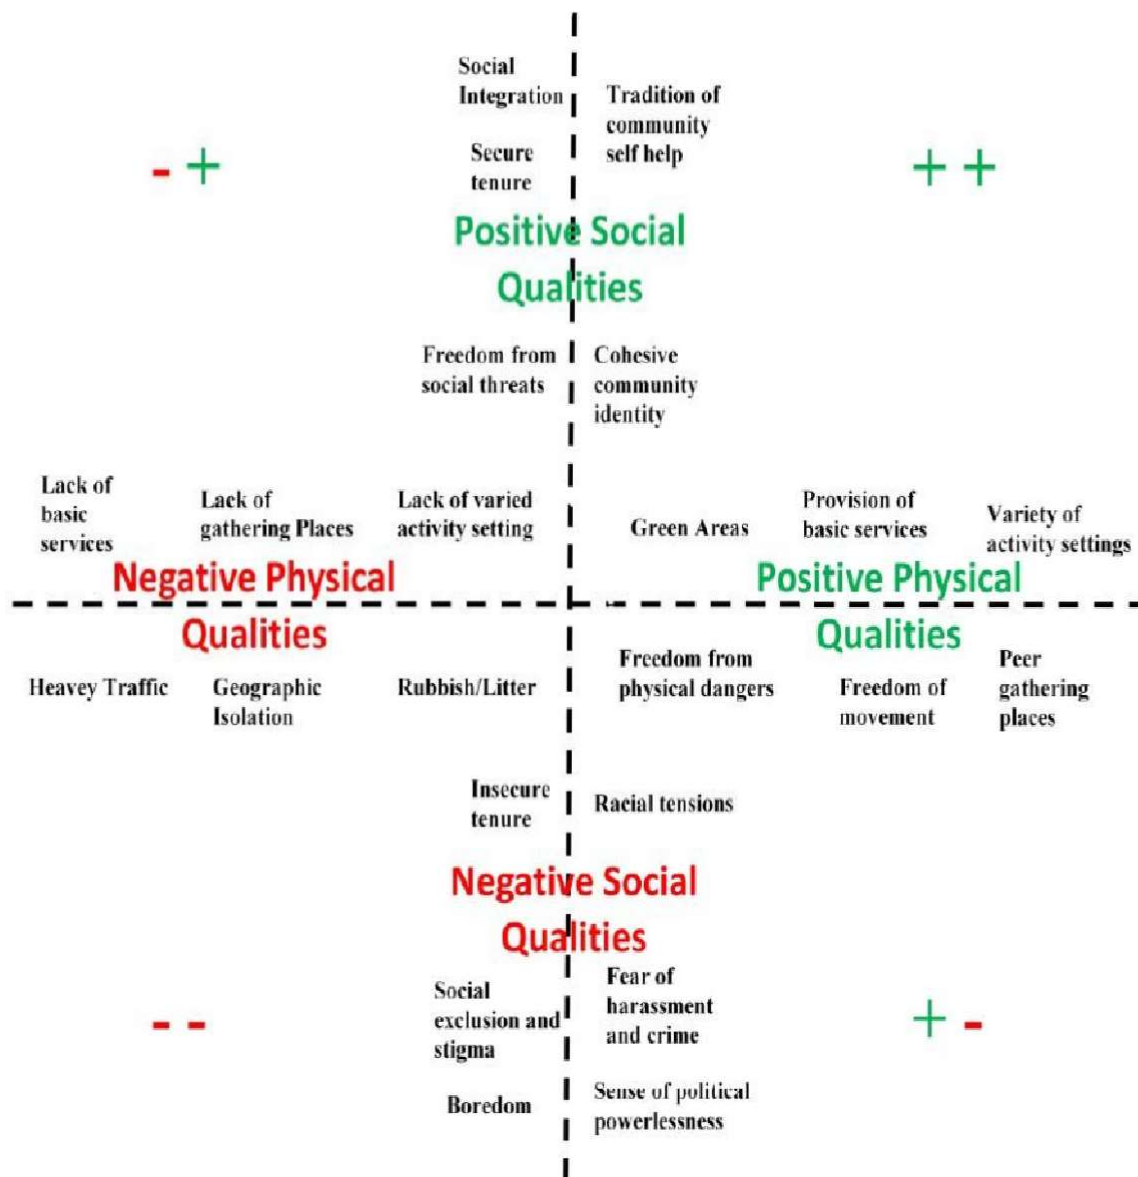 Social
Integration
Tradition of
community
self help
Secure
tenure
- +
+ +
Positive Social
Qualities
Freedom from
social threats
Cohesive
community
identity
Lack of
basic
services
Lack of
gathering Places
Lack of varied
activity setting
Green Areas
Provision of
basic services
Variety of
activity settings
Negative Physical
Qualities
Positive Physical
Qualities
Heavey Traffic
Geographic
Isolation
Rubbish/Litter
Freedom from
physical dangers
Freedom of
movement
Peer
gathering
places
Insecure
tenure
Racial tensions
Negative Social
Qualities
Social
exclusion and
stigma
Fear of
harassment
and crime
- -
+ -
Boredom
Sense of political
powerlessness